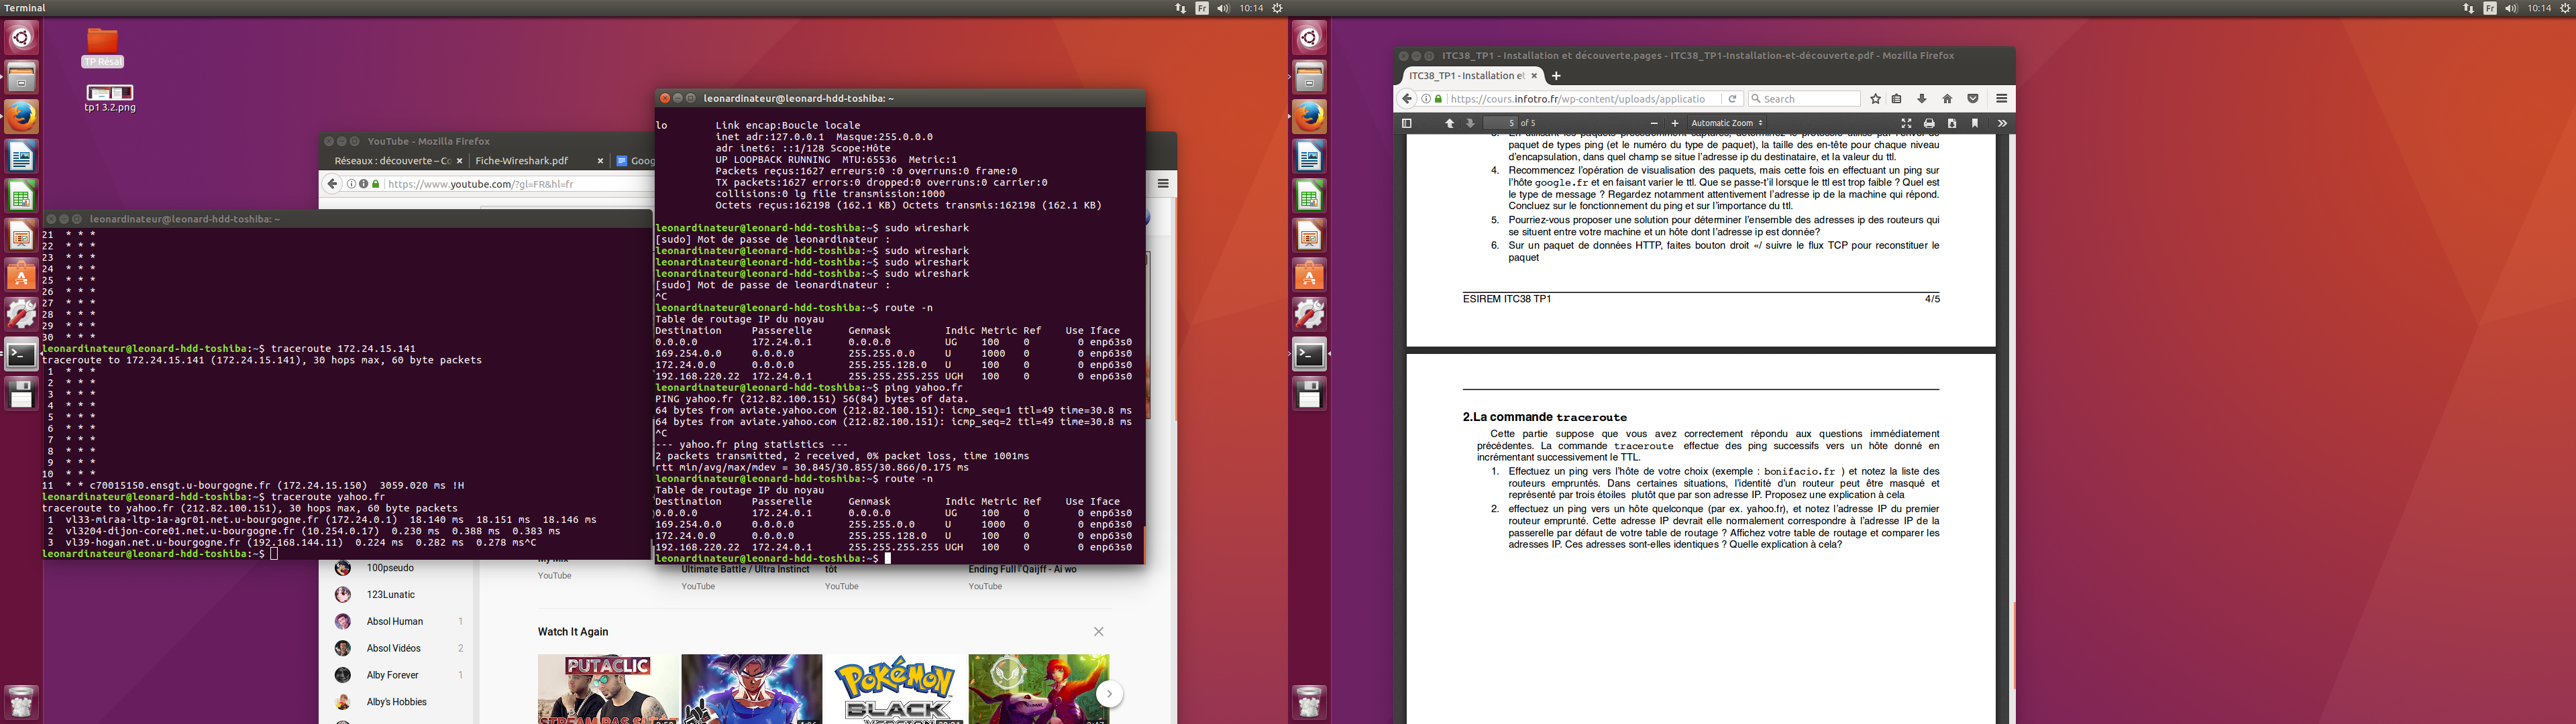 Terminal
Fr
10:14
Fr
10:14
TP Résal
tp1 3.2.png
YouTube - Mozilla Firefox
Réseaux : découverte – Co
Fiche-Wireshark.pdf
Goog
https://www.youtube.com/?gl=FR&hl=fr
leonardinateur@leonard-hdd-toshiba: ~
21 * * *
22 * * *
23 * * *
24 * * *
25 * * *
26 * * *
27 * * *
28 * * *
29 * * *
30 * * *
leonardinateur@leonard-hdd-toshiba:~$ traceroute 172.24.15.141
traceroute to 172.24.15.141 (172.24.15.141), 30 hops max, 60 byte packets
1 * * *
2 * * *
3 * * *
4 * * *
5 * * *
6 * * *
7 * * *
8 * * *
9 * * *
10 * * *
11 * * c70015150.ensgt.u-bourgogne.fr (172.24.15.150) 3059.020 ms !H
leonardinateur@leonard-hdd-toshiba:~$ traceroute yahoo.fr
traceroute to yahoo.fr (212.82.100.151), 30 hops max, 60 byte packets
1 vl33-miraa-ltp-1a-agr01.net.u-bourgogne.fr (172.24.0.1) 18.140 ms 18.151 ms 18.146 ms
2 vl3204-dijon-core01.net.u-bourgogne.fr (10.254.0.17) 0.230 ms 0.388 ms 0.383 ms
3 vl39-hogan.net.u-bourgogne.fr (192.168.144.11) 0.224 ms 0.282 ms 0.278 ms^C
leonardinateur@leonard-hdd-toshiba:~$
leonardinateur@leonard-hdd-toshiba: ~
lo Link encap:Boucle locale
inet adr:127.0.0.1 Masque:255.0.0.0
adr inet6: ::1/128 Scope:Hôte
UP LOOPBACK RUNNING MTU:65536 Metric:1
Packets reçus:1627 erreurs:0 :0 overruns:0 frame:0
TX packets:1627 errors:0 dropped:0 overruns:0 carrier:0
collisions:0 lg file transmission:1000
Octets reçus:162198 (162.1 KB) Octets transmis:162198 (162.1 KB)
leonardinateur@leonard-hdd-toshiba:~$ sudo wireshark
[sudo] Mot de passe de leonardinateur :
leonardinateur@leonard-hdd-toshiba:~$ sudo wireshark
leonardinateur@leonard-hdd-toshiba:~$ sudo wireshark
leonardinateur@leonard-hdd-toshiba:~$ sudo wireshark
[sudo] Mot de passe de leonardinateur :
^C
leonardinateur@leonard-hdd-toshiba:~$ route -n
Table de routage IP du noyau
Destination Passerelle Genmask Indic Metric Ref Use Iface
0.0.0.0 172.24.0.1 0.0.0.0 UG 100 0 0 enp63s0
169.254.0.0 0.0.0.0 255.255.0.0 U 1000 0 0 enp63s0
172.24.0.0 0.0.0.0 255.255.128.0 U 100 0 0 enp63s0
192.168.220.22 172.24.0.1 255.255.255.255 UGH 100 0 0 enp63s0
leonardinateur@leonard-hdd-toshiba:~$ ping yahoo.fr
PING yahoo.fr (212.82.100.151) 56(84) bytes of data.
64 bytes from aviate.yahoo.com (212.82.100.151): icmp_seq=1 ttl=49 time=30.8 ms
64 bytes from aviate.yahoo.com (212.82.100.151): icmp_seq=2 ttl=49 time=30.8 ms
^C
--- yahoo.fr ping statistics ---
2 packets transmitted, 2 received, 0% packet loss, time 1001ms
rtt min/avg/max/mdev = 30.845/30.855/30.866/0.175 ms
leonardinateur@leonard-hdd-toshiba:~$ route -n
Table de routage IP du noyau
Destination Passerelle Genmask Indic Metric Ref Use Iface
0.0.0.0 172.24.0.1 0.0.0.0 UG 100 0 0 enp63s0
169.254.0.0 0.0.0.0 255.255.0.0 U 1000 0 0 enp63s0
172.24.0.0 0.0.0.0 255.255.128.0 U 100 0 0 enp63s0
192.168.220.22 172.24.0.1 255.255.255.255 UGH 100 0 0 enp63s0
leonardinateur@leonard-hdd-toshiba:~$
100pseudo
123Lunatic
Absol Human 1
Absol Vidéos 2
Alby Forever 1
Alby's Hobbies
My Mix
YouTube
Ultimate Battle / Ultra Instinct
YouTube
tôt
YouTube
Ending Full 'Qaijff - Ai wo
YouTube
Watch It Again
PUTACLIC
POKéMON
BLACK
ITC38_TP1 - Installation et découverte.pages - ITC38_TP1-Installation-et-découverte.pdf - Mozilla Firefox
ITC38_TP1 - Installation et
https://cours.infotro.fr/wp-content/uploads/applicatio
Search
5 of 5
Automatic Zoom
3. En utilisant les paquets précédemment capturés, déterminez le protocole utilisé par l'envoi de
paquet de types ping (et le numéro du type de paquet), la taille des en-tête pour chaque niveau
d'encapsulation, dans quel champ se situe l'adresse ip du destinataire, et la valeur du ttl.
4. Recommencez l'opération de visualisation des paquets, mais cette fois en effectuant un ping sur
l'hôte google.fr et en faisant varier le ttl. Que se passe-t'il lorsque le ttl est trop faible ? Quel est
le type de message ? Regardez notamment attentivement l'adresse ip de la machine qui répond.
Concluez sur le fonctionnement du ping et sur l'importance du ttl.
5. Pourriez-vous proposer une solution pour déterminer l'ensemble des adresses ip des routeurs qui
se situent entre votre machine et un hôte dont l'adresse ip est donnée?
6. Sur un paquet de données HTTP, faites bouton droit «/ suivre le flux TCP pour reconstituer le
paquet
ESIREM ITC38 TP1 4/5
2.La commande traceroute
Cette partie suppose que vous avez correctement répondu aux questions immédiatement
précédentes. La commande traceroute effectue des ping successifs vers un hôte donné en
incrémentant successivement le TTL.
1. Effectuez un ping vers l'hôte de votre choix (exemple : bonifacio.fr ) et notez la liste des
routeurs empruntés. Dans certaines situations, l'identité d'un routeur peut être masqué et
représenté par trois étoiles plutôt que par son adresse IP. Proposez une explication à cela
2. effectuez un ping vers un hôte quelconque (par ex. yahoo.fr), et notez l'adresse IP du premier
routeur emprunté. Cette adresse IP devrait elle normalement correspondre à l'adresse IP de la
passerelle par défaut de votre table de routage ? Affichez votre table de routage et comparer les
adresses IP. Ces adresses sont-elles identiques ? Quelle explication à cela?